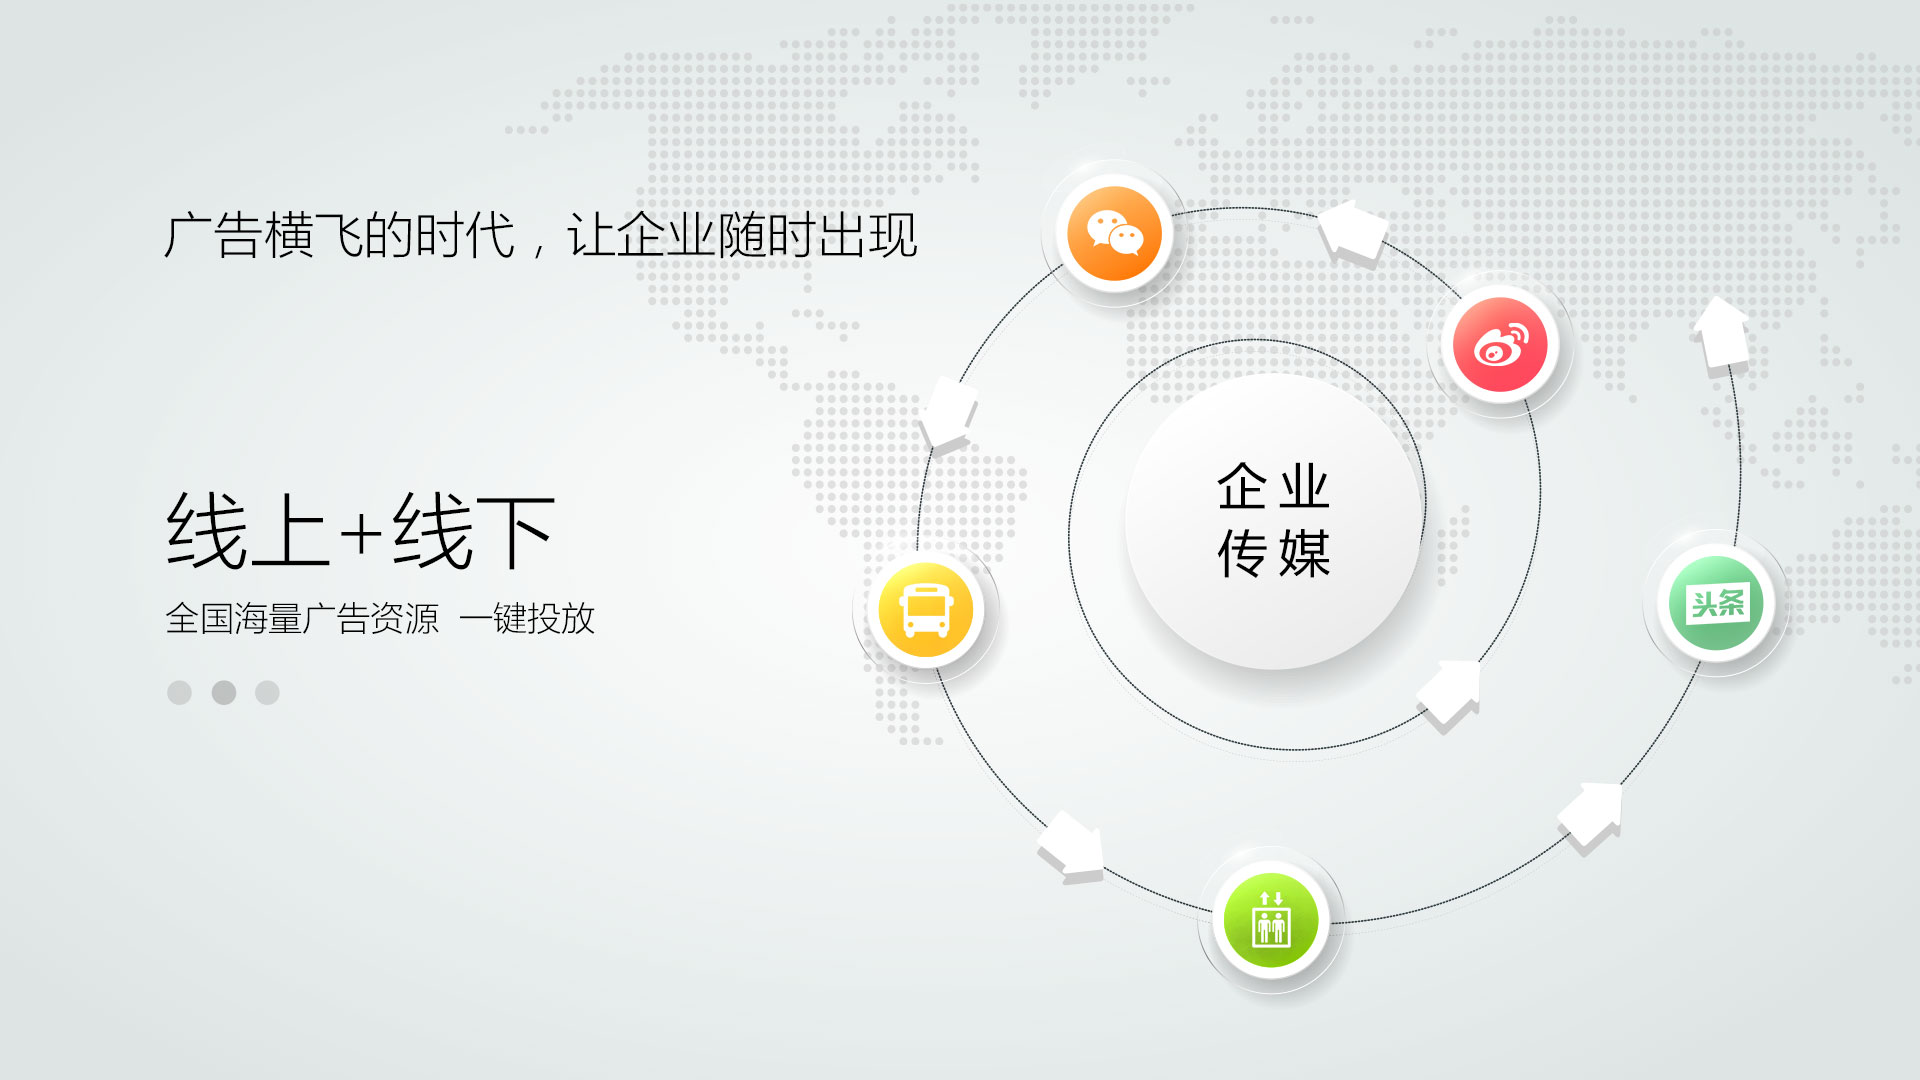 广告横飞的时代，让企业随时出现
线上+线下
全国海量广告资源 一键投放
企业
传媒
头条